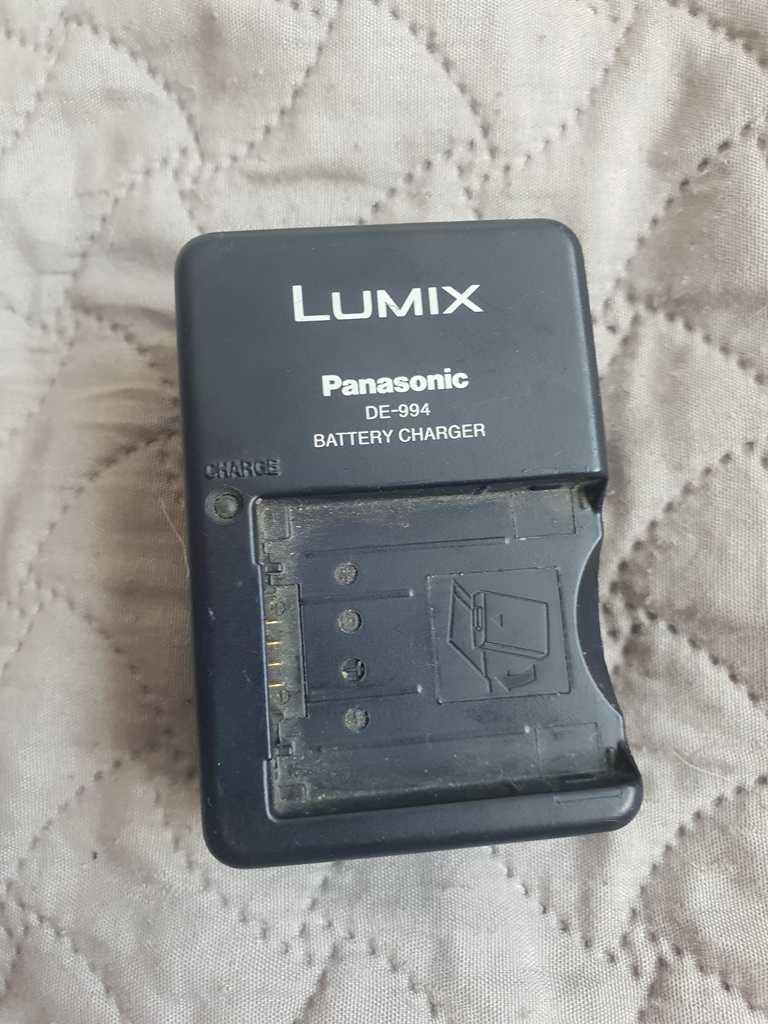 LUMIX
Panasonic
DE-994
BATTERY CHARGER
CHARGE